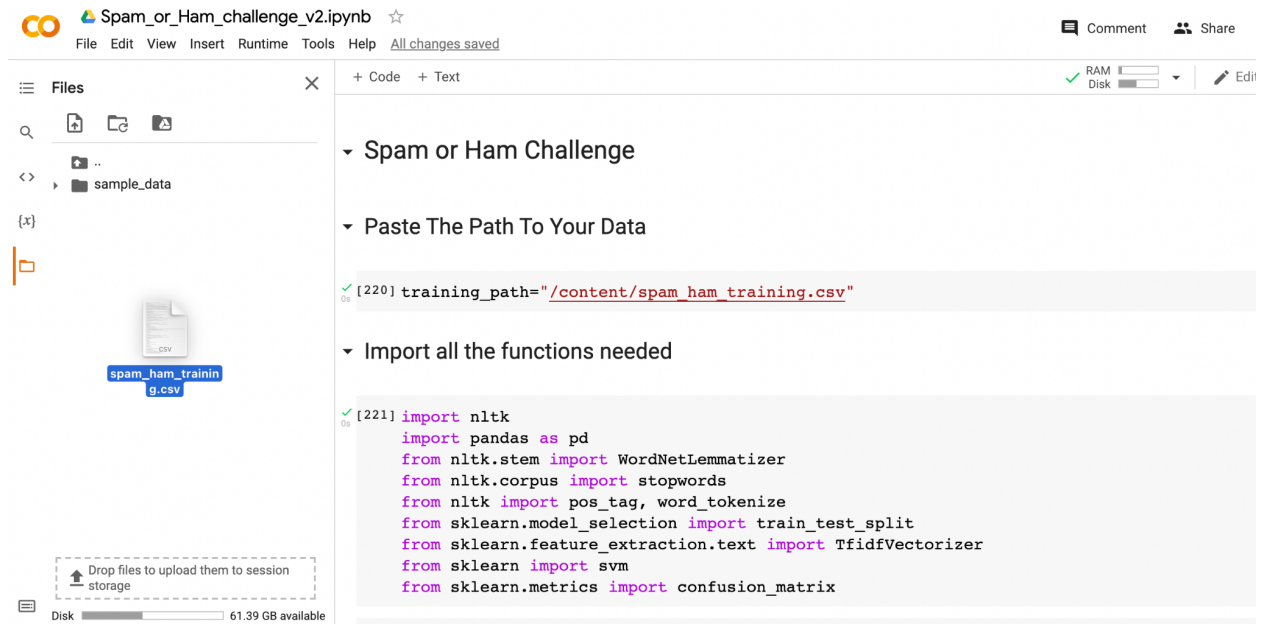 Spam_or_Ham_challenge_v2.ipynb
File Edit View Insert Runtime Tools Help All changes saved
Comment Share
Files
+ Code + Text
RAM
Disk
Edit
..
sample_data
{x}
CSV
spam_ham_trainin
g.csv
Drop files to upload them to session
storage
Disk 61.39 GB available
Spam or Ham Challenge
Paste The Path To Your Data
[220] training_path="/content/spam_ham_training.csv"
0s
Import all the functions needed
[221] import nltk
0s
import pandas as pd
from nltk.stem import WordNetLemmatizer
from nltk.corpus import stopwords
from nltk import pos_tag, word_tokenize
from sklearn.model_selection import train_test_split
from sklearn.feature_extraction.text import TfidfVectorizer
from sklearn import svm
from sklearn.metrics import confusion_matrix